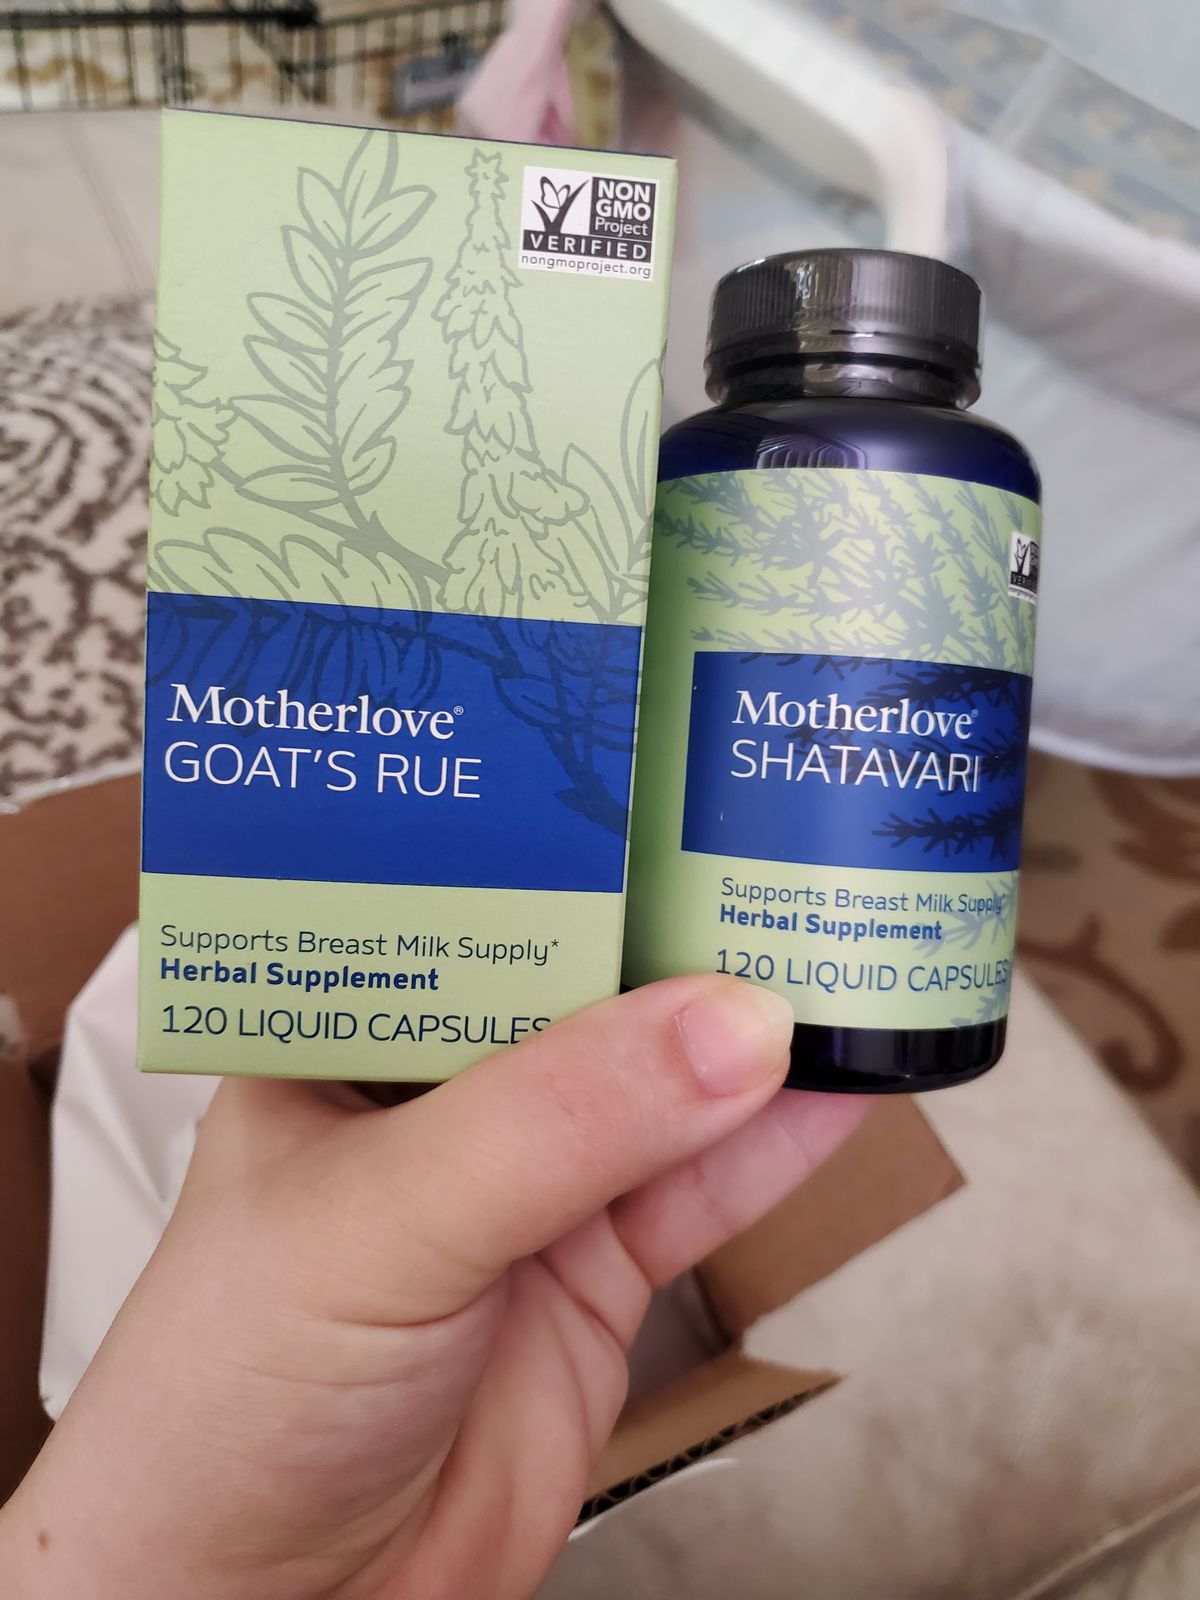 NON
GMO
Project
VERIFIED
nongmoproject.org
Motherlove®
GOAT'S RUE
Supports Breast Milk Supply*
Herbal Supplement
120 LIQUID CAPSULES
VERIFIED
Motherlove®
SHATAVARI
Supports Breast Milk Supply*
Herbal Supplement
120 LIQUID CAPSULES